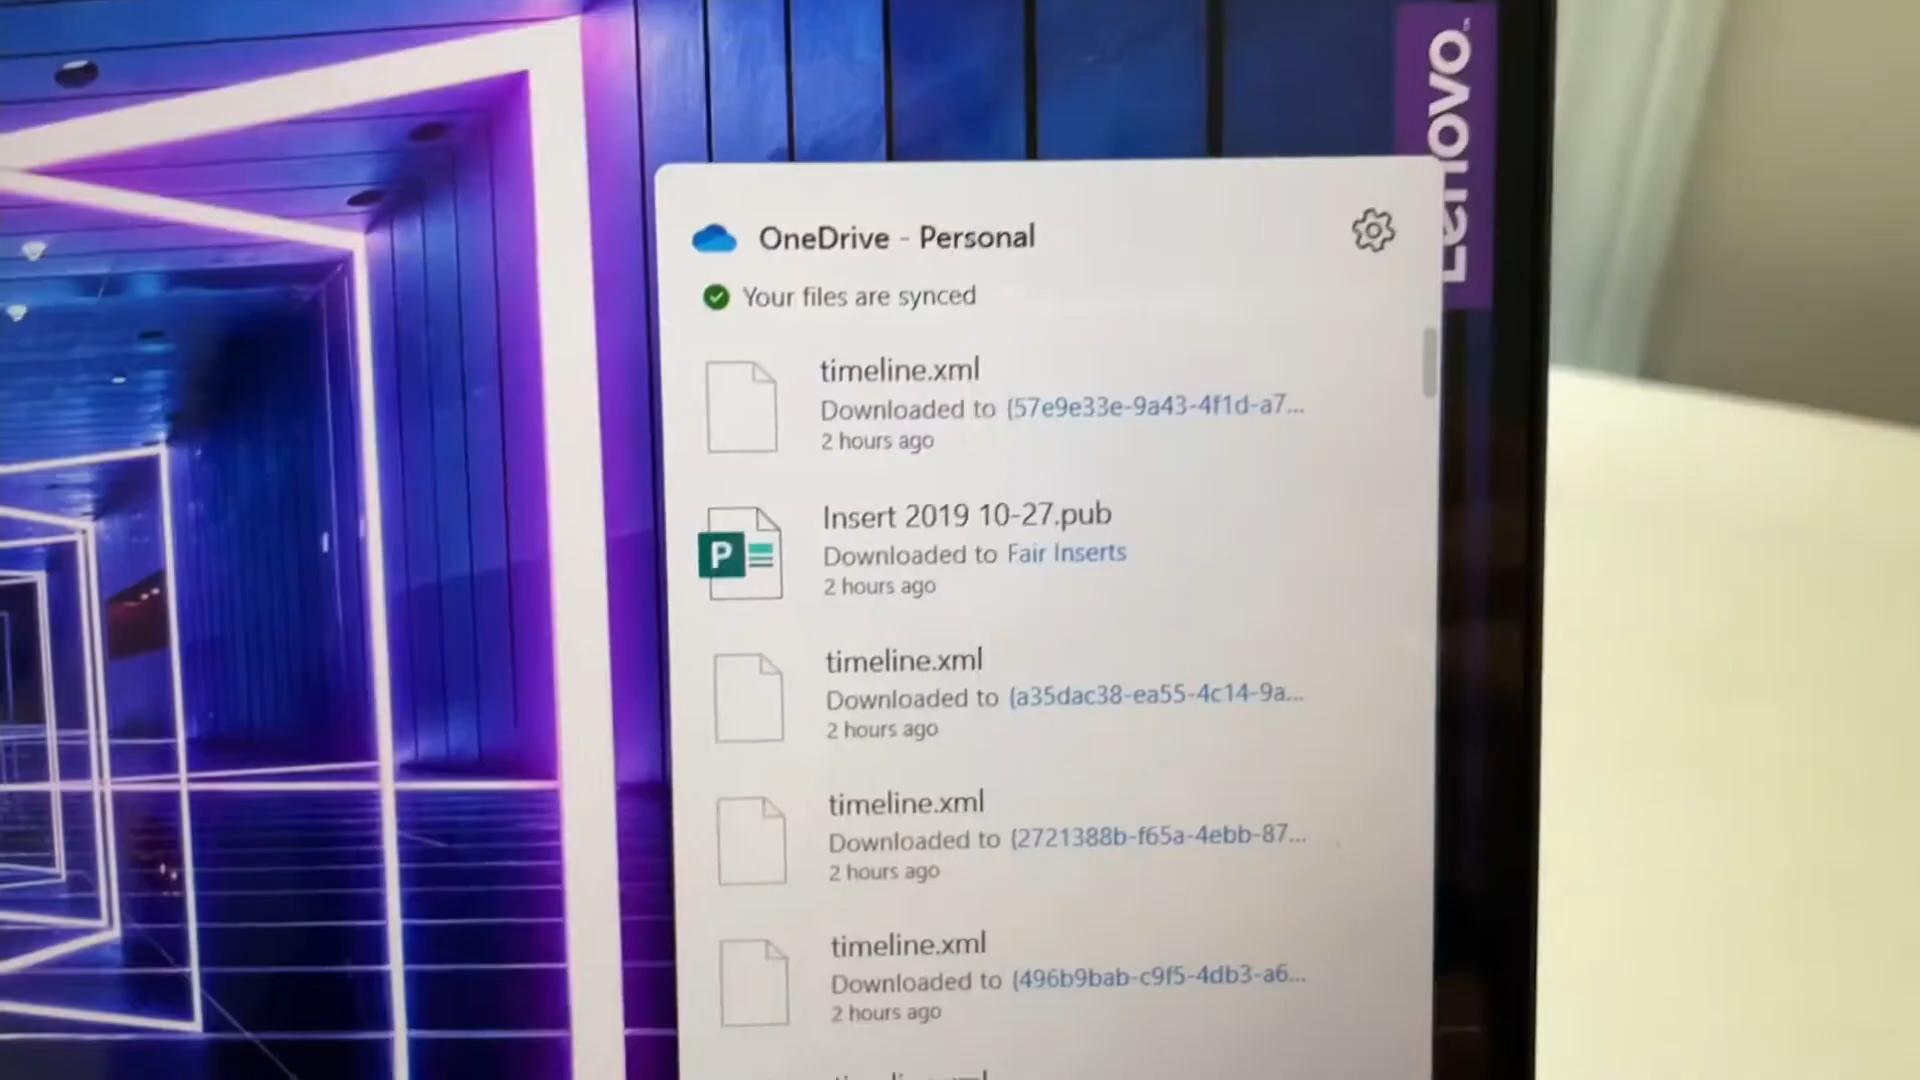 Lenovo
OneDrive - Personal
Your files are synced
timeline.xml
Downloaded to {57e9e33e-9a43-4f1d-a7...
2 hours ago
P
Insert 2019 10-27.pub
Downloaded to Fair Inserts
2 hours ago
timeline.xml
Downloaded to {a35dac38-ea55-4c14-9a...
2 hours ago
timeline.xml
Downloaded to {2721388b-f65a-4ebb-87...
2 hours ago
timeline.xml
Downloaded to {496b9bab-c9f5-4db3-a6...
2 hours ago